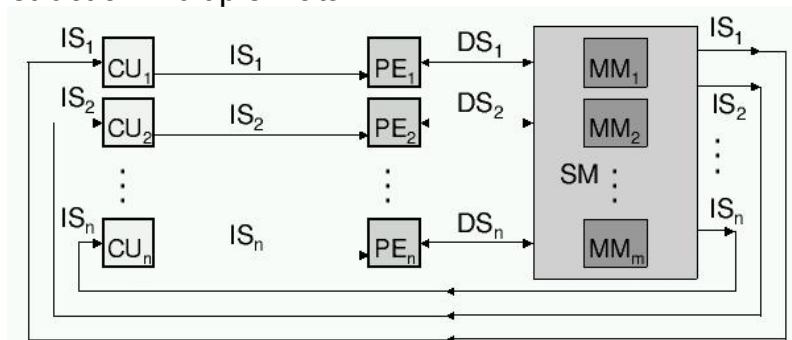 IS1 CU1 IS1 PE1 DS1 MM1 IS1
IS2 CU2 IS2 PE2 DS2 MM2 IS2
SM
ISn CUn ISn PEn DSn MMm ISn